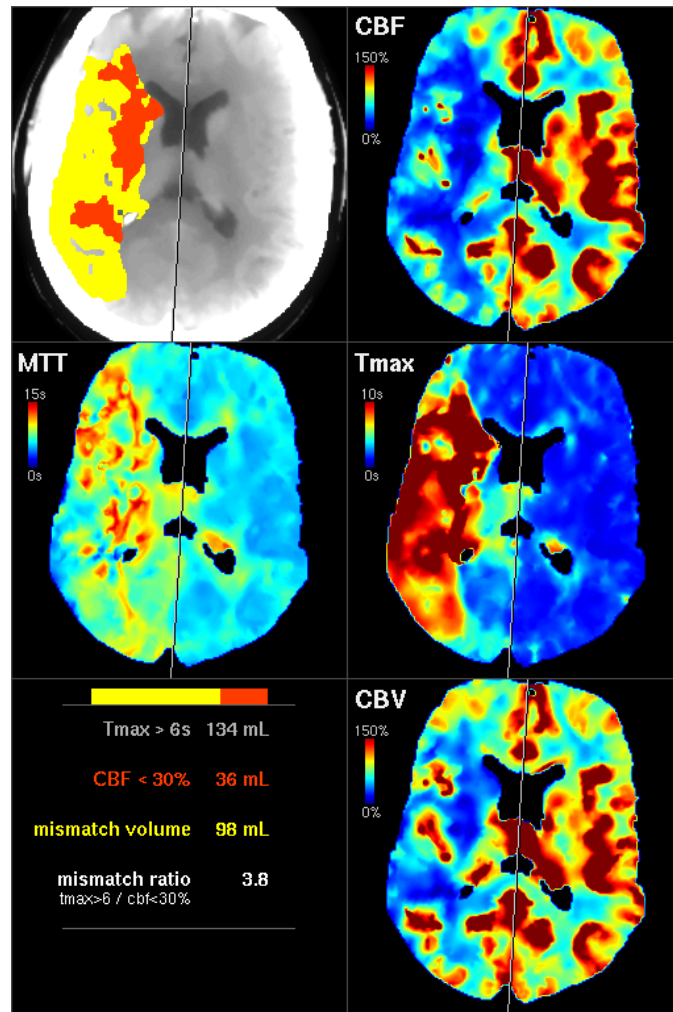 CBF
150%
0%
MTT
15s
0s
Tmax
10s
0s
Tmax > 6s 134 mL
CBF < 30% 36 mL
mismatch volume 98 mL
mismatch ratio 3.8
tmax>6 / cbf<30%
CBV
150%
0%